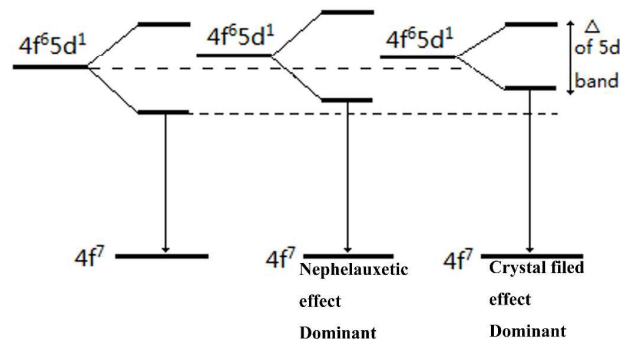 4f⁶5d¹
4f⁶5d¹
4f⁶5d¹
△
of 5d
band
4f⁷
4f⁷
Nephelauxetic
effect
Dominant
4f⁷
Crystal filed
effect
Dominant